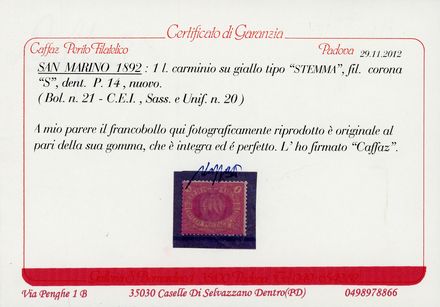 Certificato di Garanzia
Caffaz Perito Filatelico Padova 29.11.2012
SAN MARINO 1892 : 1 l. carminio su giallo tipo "STEMMA", fil. corona
"S", dent. P. 14 , nuovo.
( Bol. n. 21 - C.E.I. , Sass. e Unif. n. 20 )
A mio parere il francobollo qui fotograficamente riprodotto è originale al
pari della sua gomma, che è integra ed é perfetto. L' ho firmato "Caffaz".
Via Penghe 1 B 35030 Caselle Di Selvazzano Dentro(PD) 0498978866